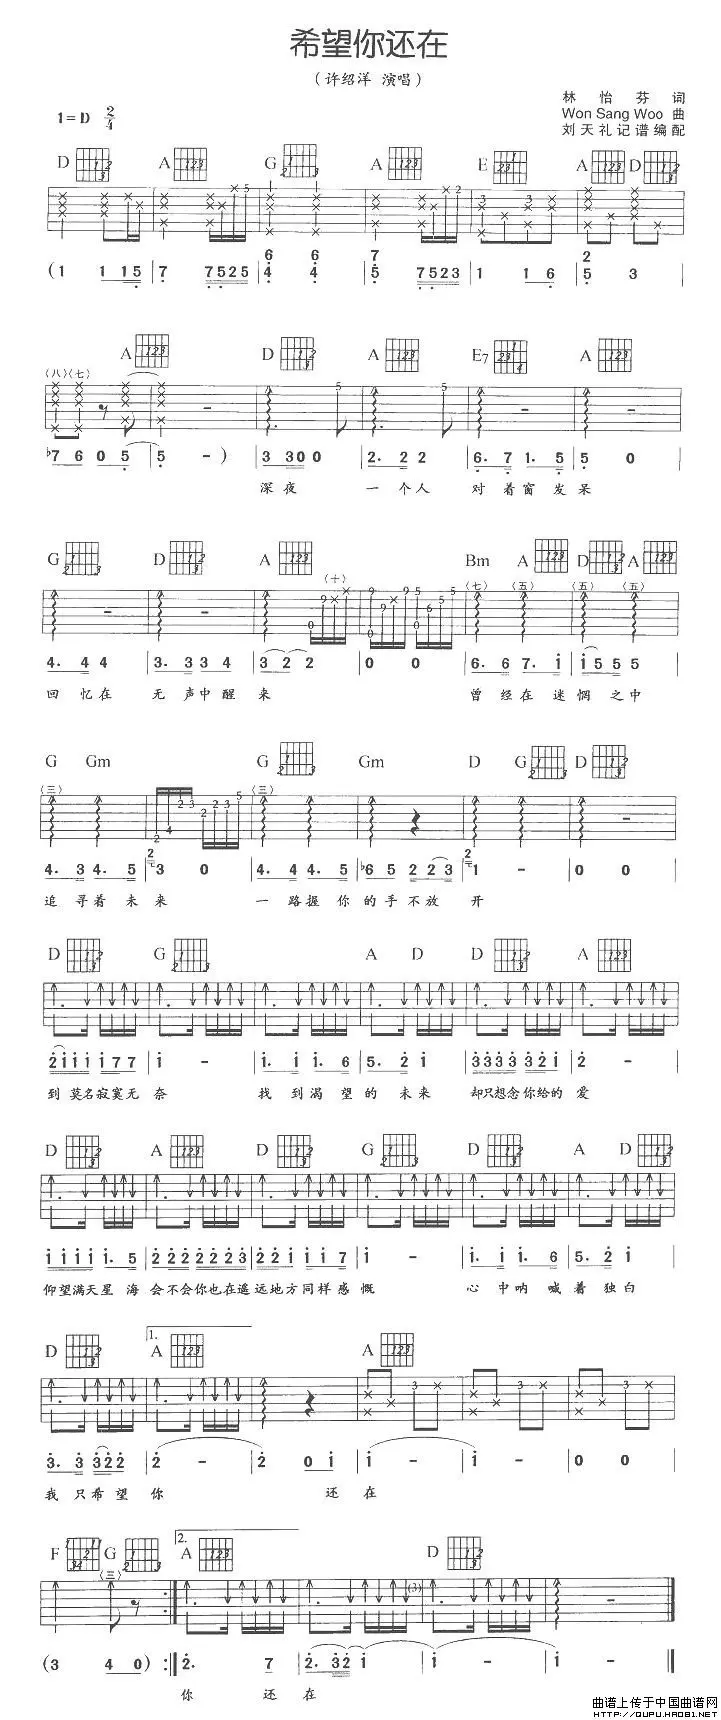 希望你还在
（许绍洋 演唱）
1=D 2/4
林 怡 芬 词
Won Sang Woo 曲
刘天礼记谱编配
D A G A E A D
(1 1 1 1 5 | 7 7 5 2 5 | 4 4 | 5 7 5 2 3 | 1 1 1 6 | 5 3 |
〈八〉〈七〉 A D A E7 A
♭7 6 0 5 | 5 - ) | 3 3 0 0 | 2. 2 2 | 6. 7 1. 5 | 5 0 |
深夜 一个人 对着窗发呆
G D A 〈十〉 Bm 〈七〉 A 〈五〉 D 〈五〉 A 〈五〉
4. 4 4 | 3. 3 3 4 | 3 2 2 | 0 0 | 6. 6 7. i | i 5 5 5 |
回忆在 无声中醒来 曾经在迷惘之中
G Gm G Gm D G D
〈三〉 〈三〉
4. 3 4. 5 | 3 0 | 4. 4 4. 5 | ♭6 5 2 2 3 | 1 - | 0 0 |
追寻着未来 一路握你的手不放开
D G A D D A
2 i i i i 7 7 | i - | i. i i. 6 | 5. 2 i | 3 3 3 3 3 2 i | 2 - |
到莫名寂寞无奈 找到渴望的未来 却只想念你给的爱
D A D G D A D
i i i i i. 5 | 2 2 2 2 2 2 3 | 2 2 i i i 7 | i - | i. i i. 6 | 5. 2 i |
仰望满天星海 会不会你也在遥远地方同样感慨 心中呐喊着独白
D 1. A A
3. 3 3 2 2 | 2 - | 2 0 i | i - | i - | 0 0 |
我只希望你 还在
F G 2. A D
〈三〉 (3)
(3 4 0) :| 2. 7 | 2. 3 2 i | i - | i - ‖
你 还在
曲谱上传于中国曲谱网
HTTP://QUPU.HAO81.NET